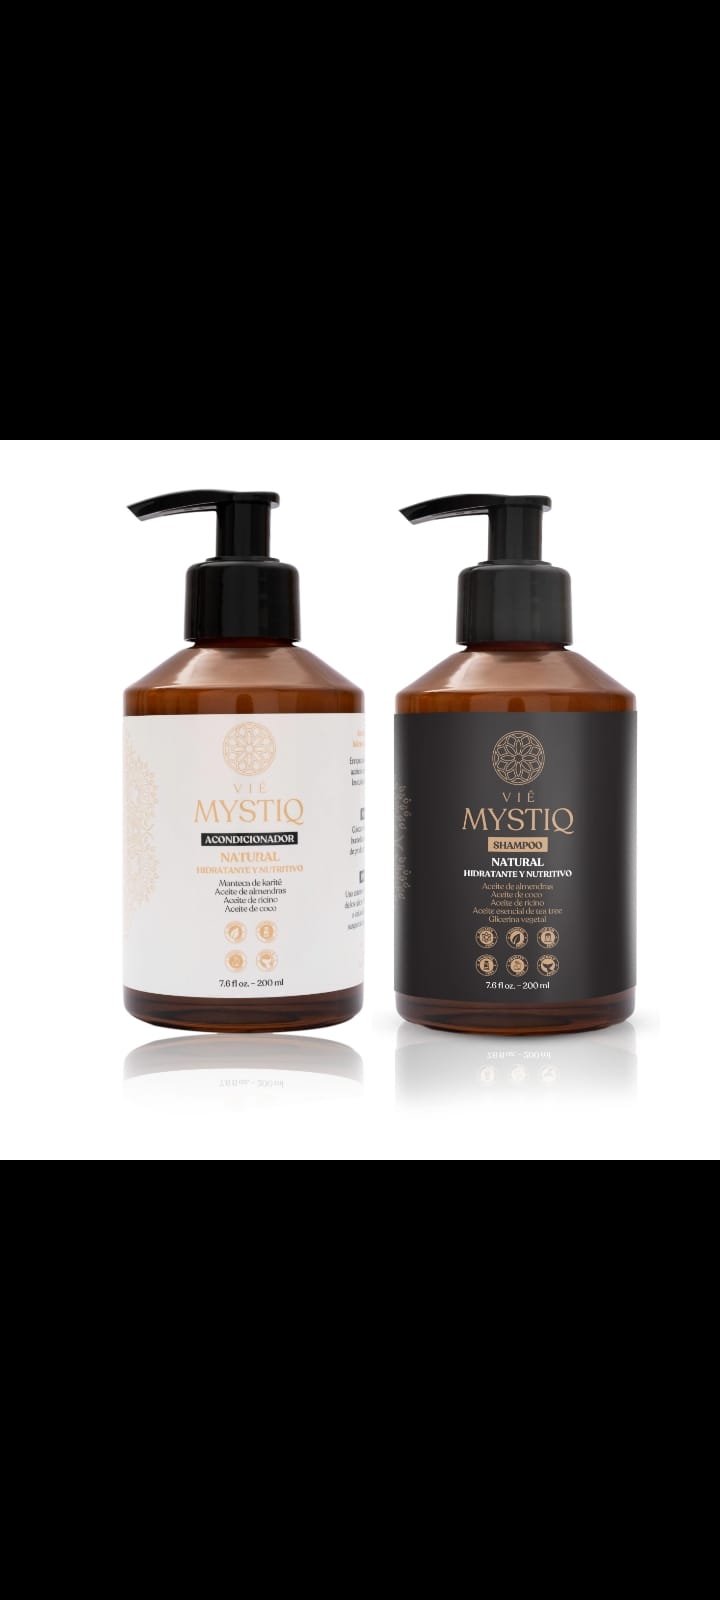 VIÊ
MYSTIQ
ACONDICIONADOR
NATURAL
HIDRATANTE Y NUTRITIVO
Manteca de karité
Aceite de almendras
Aceite de ricino
Aceite de coco
7.6 fl oz. - 200 ml
VIÊ
MYSTIQ
SHAMPOO
NATURAL
HIDRATANTE Y NUTRITIVO
Aceite de almendras
Aceite de coco
Aceite de ricino
Aceite esencial de tea tree
Glicerina vegetal
7.6 fl oz. - 200 ml